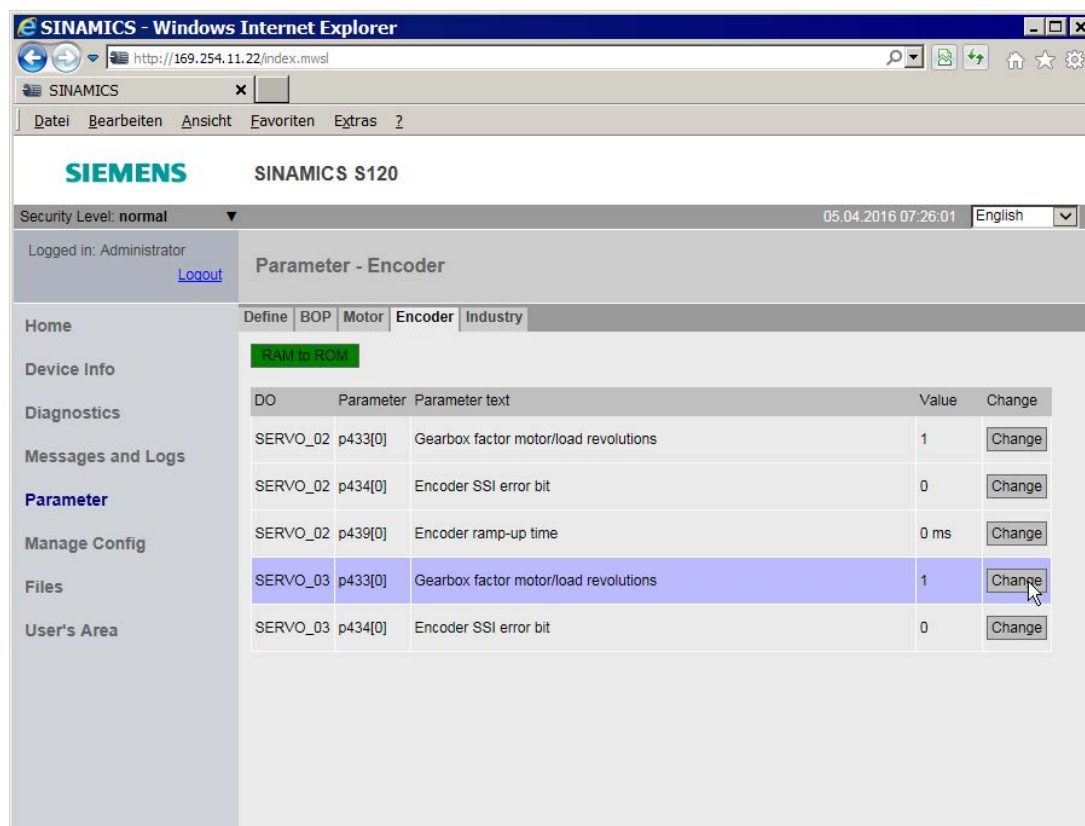 SINAMICS - Windows Internet Explorer
http://169.254.11.22/index.mwsl
SINAMICS
Datei Bearbeiten Ansicht Favoriten Extras ?
SIEMENS SINAMICS S120
Security Level: normal 05.04.2016 07:26:01 English
Logged in: Administrator
Logout
Parameter - Encoder
Define BOP Motor Encoder Industry
Home
Device Info
Diagnostics
Messages and Logs
Parameter
Manage Config
Files
User's Area
RAM to ROM
DO Parameter Parameter text Value Change
SERVO_02 p433[0] Gearbox factor motor/load revolutions 1 Change
SERVO_02 p434[0] Encoder SSI error bit 0 Change
SERVO_02 p439[0] Encoder ramp-up time 0 ms Change
SERVO_03 p433[0] Gearbox factor motor/load revolutions 1 Change
SERVO_03 p434[0] Encoder SSI error bit 0 Change